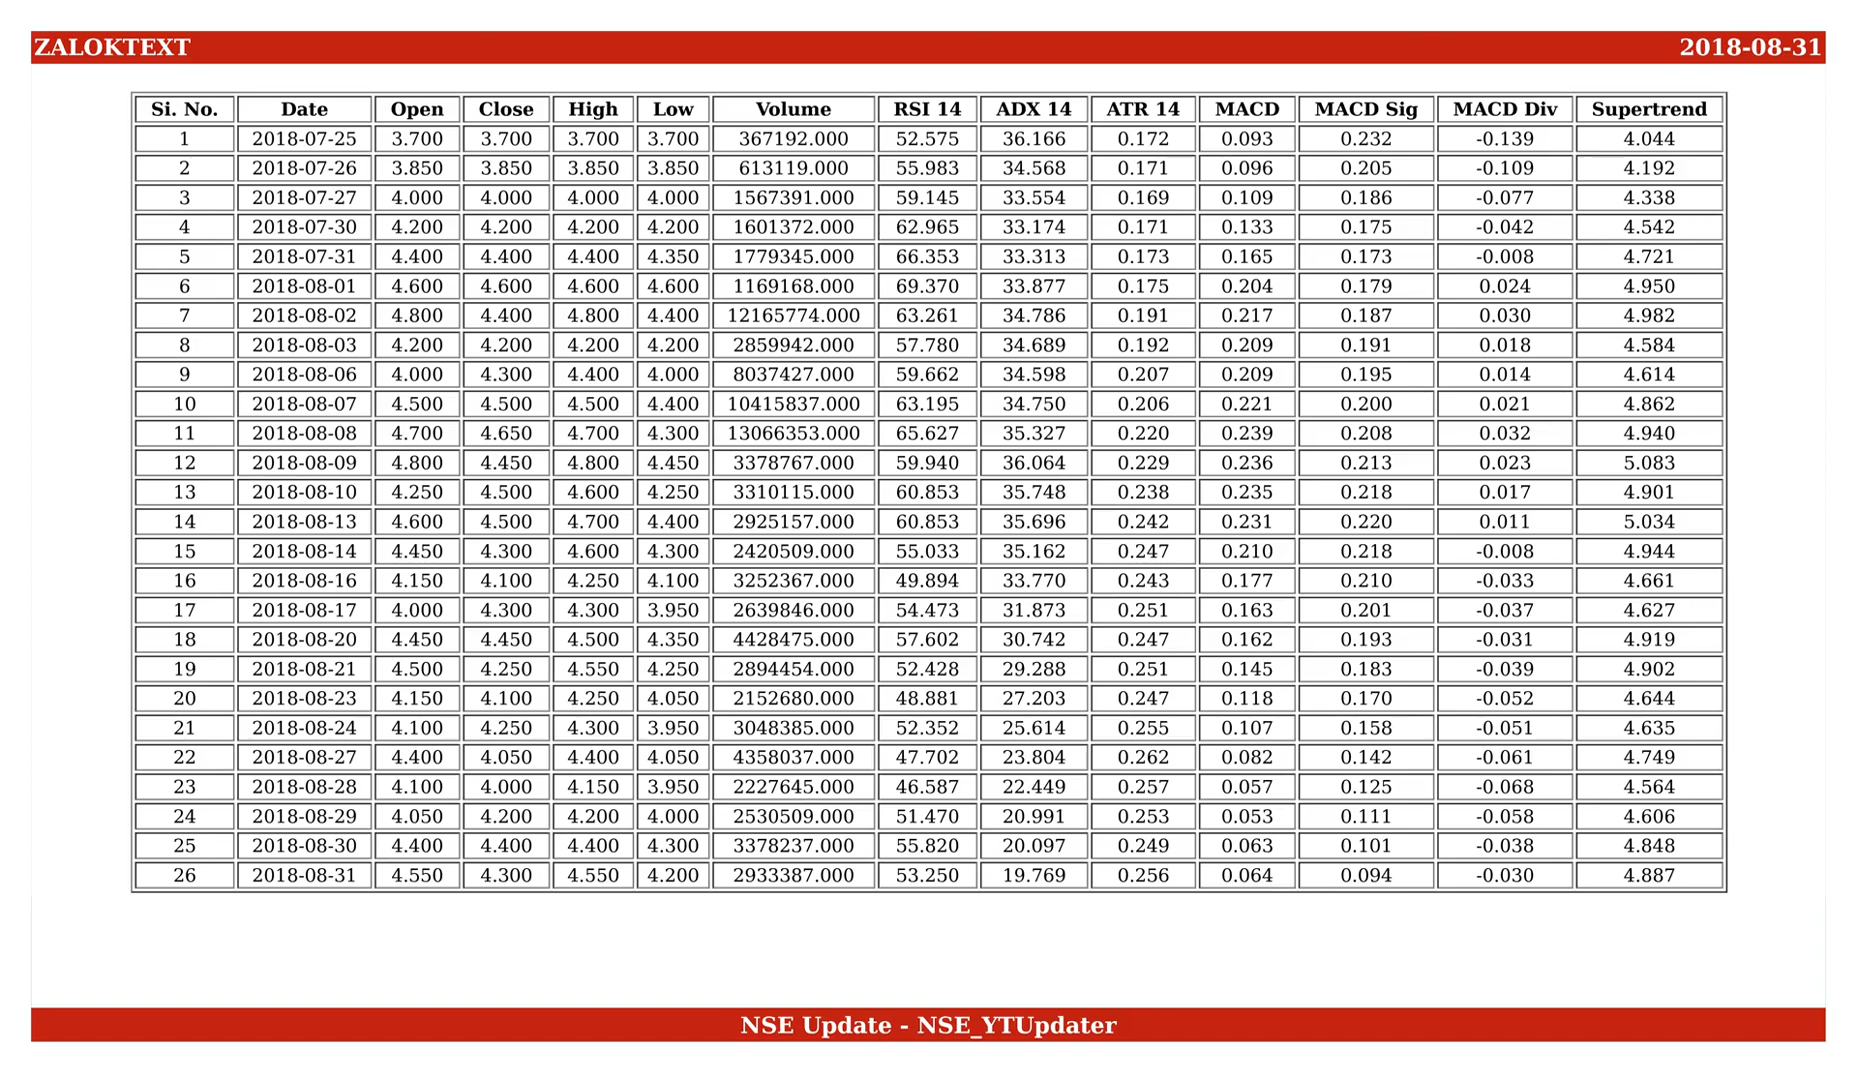 ZALOKTEXT 2018-08-31
Si. No. Date Open Close High Low Volume RSI 14 ADX 14 ATR 14 MACD MACD Sig MACD Div Supertrend
1 2018-07-25 3.700 3.700 3.700 3.700 367192.000 52.575 36.166 0.172 0.093 0.232 -0.139 4.044
2 2018-07-26 3.850 3.850 3.850 3.850 613119.000 55.983 34.568 0.171 0.096 0.205 -0.109 4.192
3 2018-07-27 4.000 4.000 4.000 4.000 1567391.000 59.145 33.554 0.169 0.109 0.186 -0.077 4.338
4 2018-07-30 4.200 4.200 4.200 4.200 1601372.000 62.965 33.174 0.171 0.133 0.175 -0.042 4.542
5 2018-07-31 4.400 4.400 4.400 4.350 1779345.000 66.353 33.313 0.173 0.165 0.173 -0.008 4.721
6 2018-08-01 4.600 4.600 4.600 4.600 1169168.000 69.370 33.877 0.175 0.204 0.179 0.024 4.950
7 2018-08-02 4.800 4.400 4.800 4.400 12165774.000 63.261 34.786 0.191 0.217 0.187 0.030 4.982
8 2018-08-03 4.200 4.200 4.200 4.200 2859942.000 57.780 34.689 0.192 0.209 0.191 0.018 4.584
9 2018-08-06 4.000 4.300 4.400 4.000 8037427.000 59.662 34.598 0.207 0.209 0.195 0.014 4.614
10 2018-08-07 4.500 4.500 4.500 4.400 10415837.000 63.195 34.750 0.206 0.221 0.200 0.021 4.862
11 2018-08-08 4.700 4.650 4.700 4.300 13066353.000 65.627 35.327 0.220 0.239 0.208 0.032 4.940
12 2018-08-09 4.800 4.450 4.800 4.450 3378767.000 59.940 36.064 0.229 0.236 0.213 0.023 5.083
13 2018-08-10 4.250 4.500 4.600 4.250 3310115.000 60.853 35.748 0.238 0.235 0.218 0.017 4.901
14 2018-08-13 4.600 4.500 4.700 4.400 2925157.000 60.853 35.696 0.242 0.231 0.220 0.011 5.034
15 2018-08-14 4.450 4.300 4.600 4.300 2420509.000 55.033 35.162 0.247 0.210 0.218 -0.008 4.944
16 2018-08-16 4.150 4.100 4.250 4.100 3252367.000 49.894 33.770 0.243 0.177 0.210 -0.033 4.661
17 2018-08-17 4.000 4.300 4.300 3.950 2639846.000 54.473 31.873 0.251 0.163 0.201 -0.037 4.627
18 2018-08-20 4.450 4.450 4.500 4.350 4428475.000 57.602 30.742 0.247 0.162 0.193 -0.031 4.919
19 2018-08-21 4.500 4.250 4.550 4.250 2894454.000 52.428 29.288 0.251 0.145 0.183 -0.039 4.902
20 2018-08-23 4.150 4.100 4.250 4.050 2152680.000 48.881 27.203 0.247 0.118 0.170 -0.052 4.644
21 2018-08-24 4.100 4.250 4.300 3.950 3048385.000 52.352 25.614 0.255 0.107 0.158 -0.051 4.635
22 2018-08-27 4.400 4.050 4.400 4.050 4358037.000 47.702 23.804 0.262 0.082 0.142 -0.061 4.749
23 2018-08-28 4.100 4.000 4.150 3.950 2227645.000 46.587 22.449 0.257 0.057 0.125 -0.068 4.564
24 2018-08-29 4.050 4.200 4.200 4.000 2530509.000 51.470 20.991 0.253 0.053 0.111 -0.058 4.606
25 2018-08-30 4.400 4.400 4.400 4.300 3378237.000 55.820 20.097 0.249 0.063 0.101 -0.038 4.848
26 2018-08-31 4.550 4.300 4.550 4.200 2933387.000 53.250 19.769 0.256 0.064 0.094 -0.030 4.887
NSE Update - NSE_YTUpdater